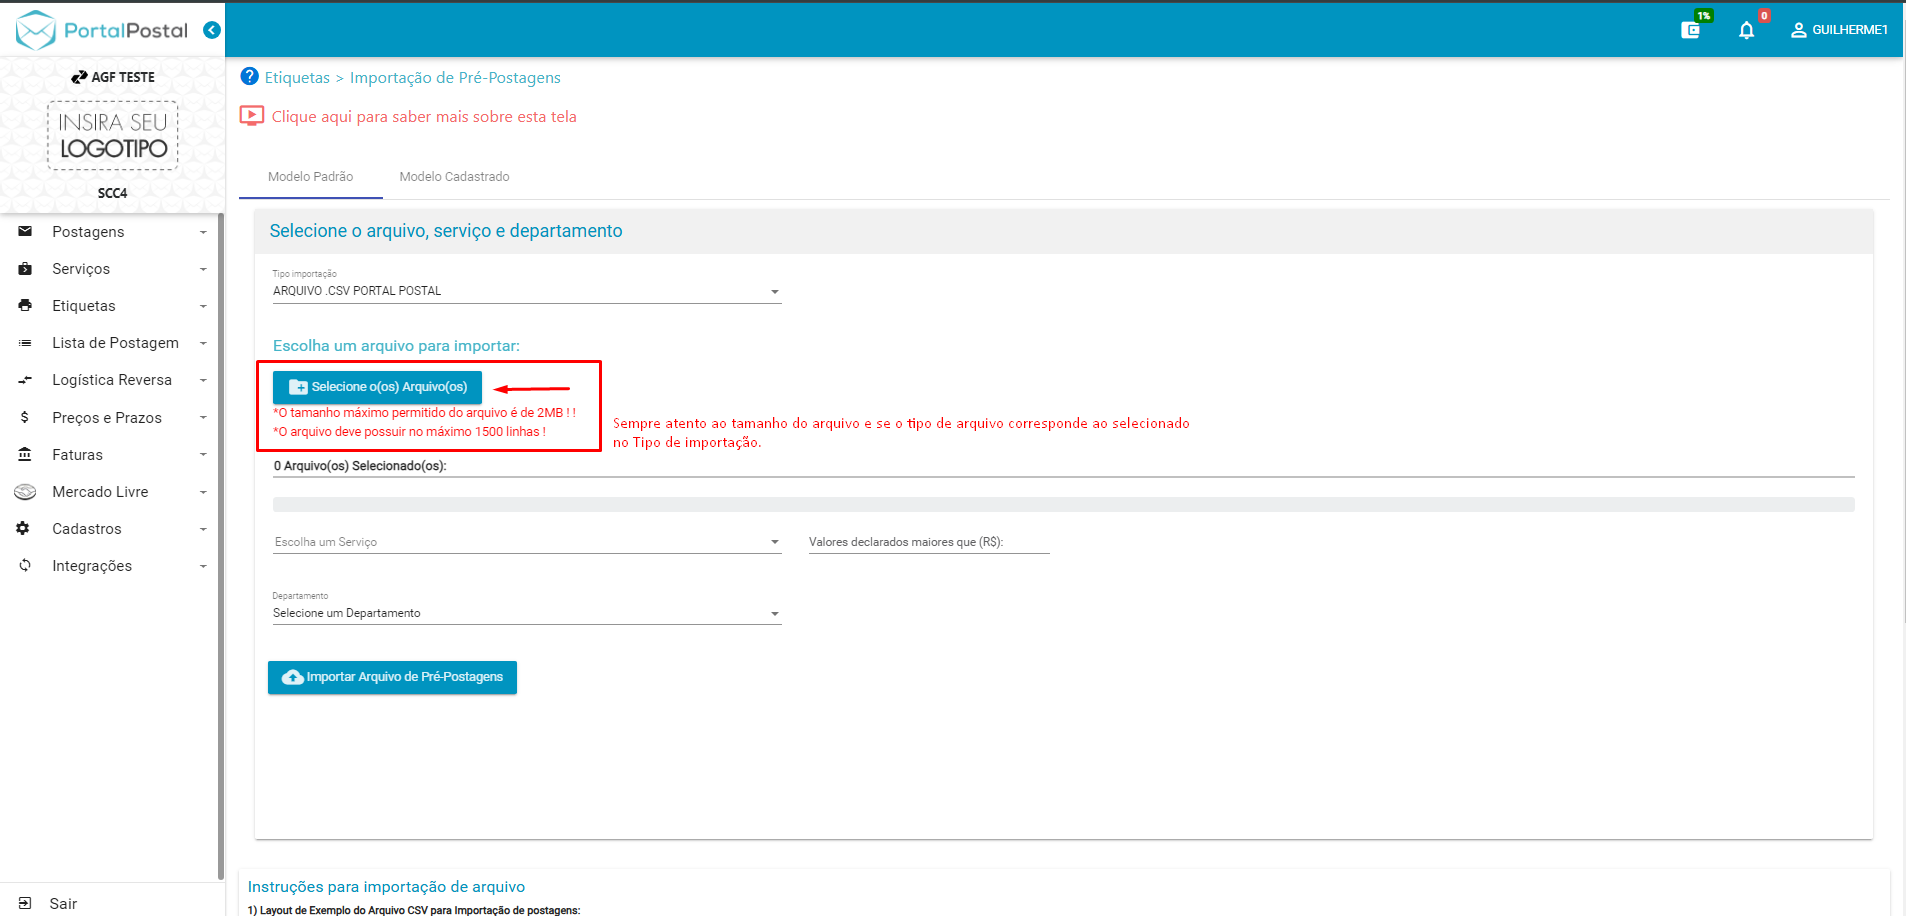 PortalPostal
1%
0
GUILHERME1
AGF TESTE
INSIRA SEU
LOGOTIPO
SCC4
Postagens
Serviços
Etiquetas
Lista de Postagem
Logística Reversa
Preços e Prazos
Faturas
Mercado Livre
Cadastros
Integrações
Sair
Etiquetas > Importação de Pré-Postagens
Clique aqui para saber mais sobre esta tela
Modelo Padrão
Modelo Cadastrado
Selecione o arquivo, serviço e departamento
Tipo importação
ARQUIVO .CSV PORTAL POSTAL
Escolha um arquivo para importar:
Selecione o(os) Arquivo(os)
*O tamanho máximo permitido do arquivo é de 2MB ! !
*O arquivo deve possuir no máximo 1500 linhas !
Sempre atento ao tamanho do arquivo e se o tipo de arquivo corresponde ao selecionado
no Tipo de importação.
0 Arquivo(os) Selecionado(os):
Escolha um Serviço
Valores declarados maiores que (R$):
Departamento
Selecione um Departamento
Importar Arquivo de Pré-Postagens
Instruções para importação de arquivo
1) Layout de Exemplo do Arquivo CSV para Importação de postagens: